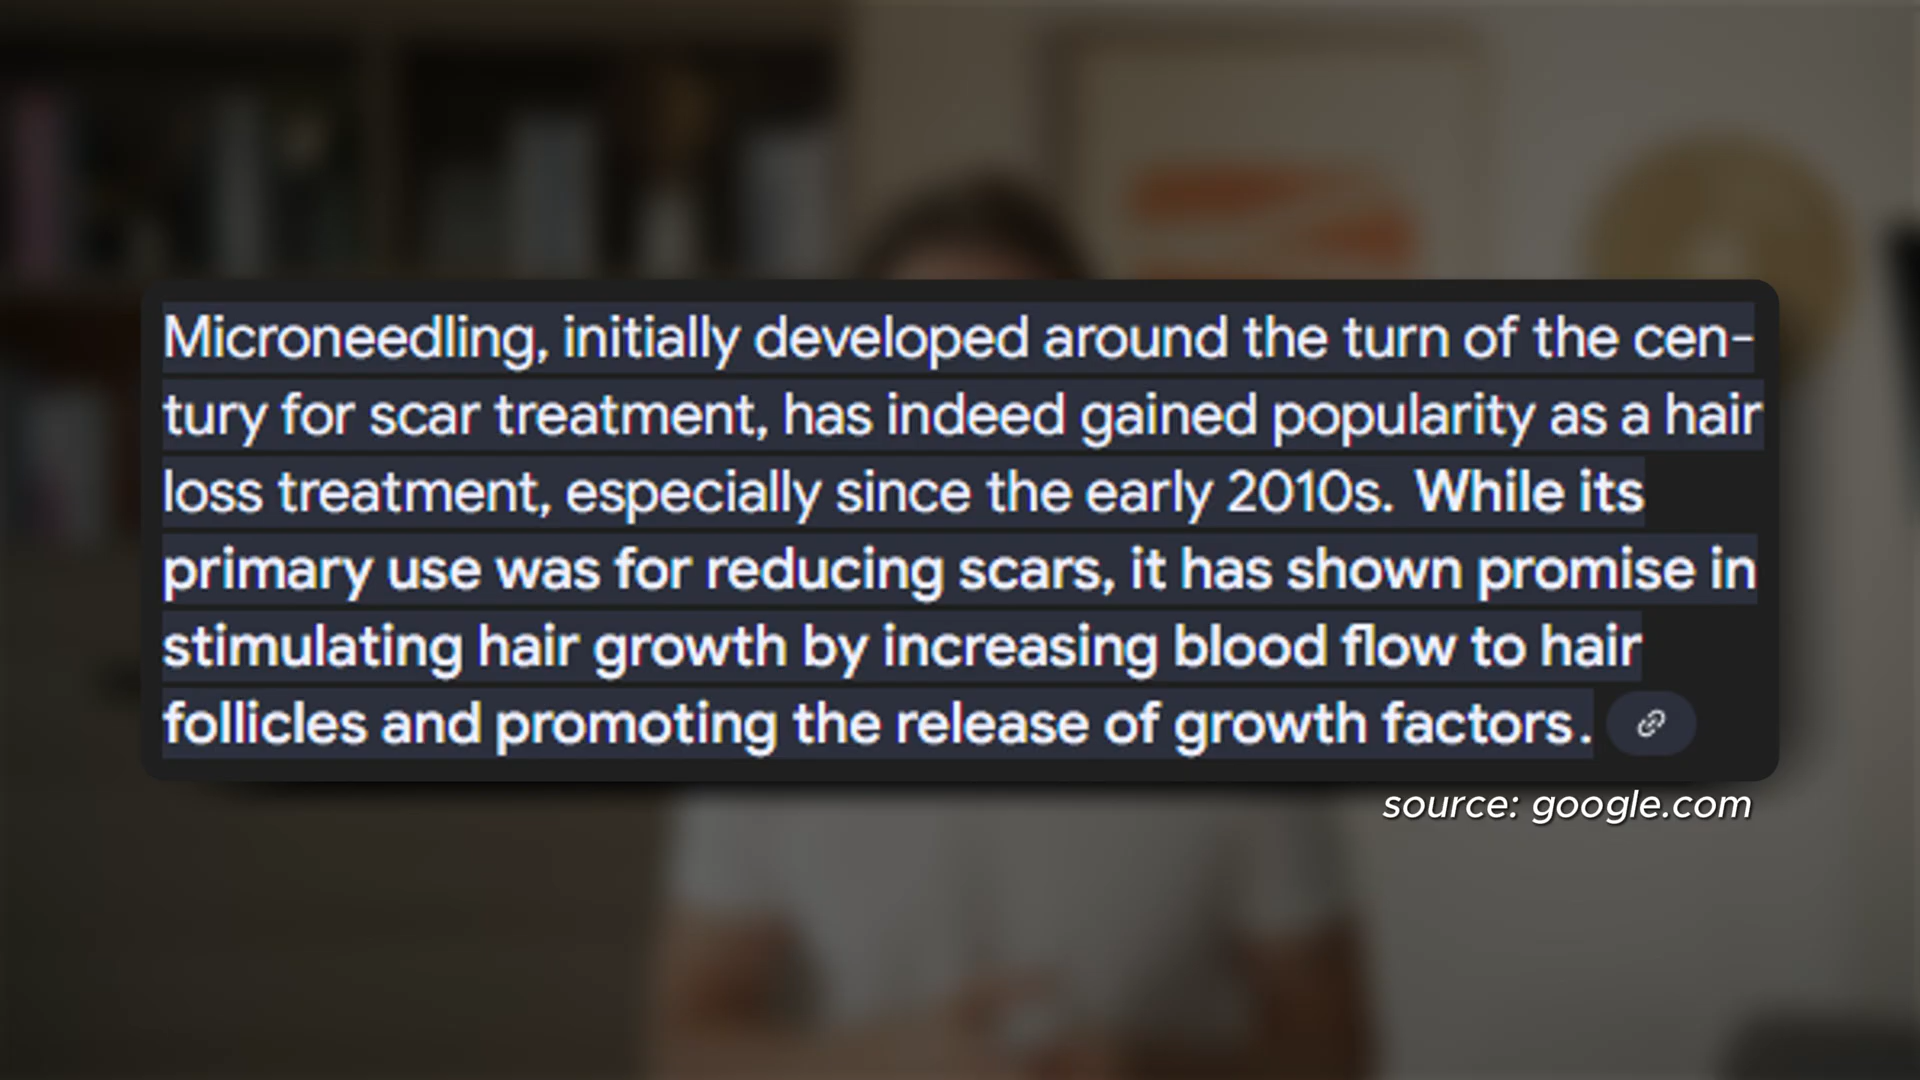 Microneedling, initially developed around the turn of the cen-
tury for scar treatment, has indeed gained popularity as a hair
loss treatment, especially since the early 2010s. While its
primary use was for reducing scars, it has shown promise in
stimulating hair growth by increasing blood flow to hair
follicles and promoting the release of growth factors.
source: google.com